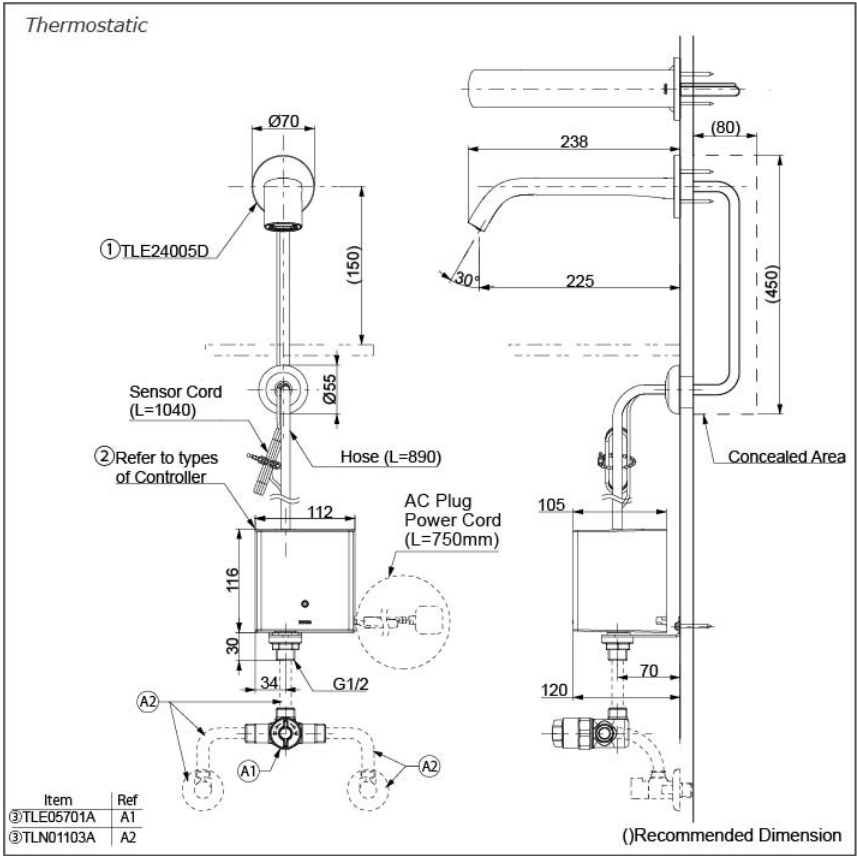 Thermostatic
Ø70
238
(80)
①TLE24005D
(150)
30°
225
(450)
Ø55
Sensor Cord
(L=1040)
Hose (L=890)
②Refer to types
of Controller
Concealed Area
112
AC Plug
Power Cord
(L=750mm)
105
116
30
34
G1/2
70
120
A2
A1
A2
Item Ref
③TLE05701A A1
③TLN01103A A2
()Recommended Dimension